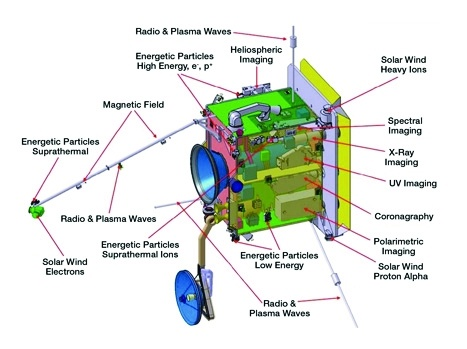 Radio & Plasma Waves
Energetic Particles
High Energy, e-, p+
Heliospheric
Imaging
Solar Wind
Heavy Ions
Magnetic Field
Spectral
Imaging
Energetic Particles
Suprathermal
X-Ray
Imaging
UV Imaging
Radio & Plasma Waves
Coronagraphy
Energetic Particles
Suprathermal Ions
Polarimetric
Imaging
Solar Wind
Electrons
Energetic Particles
Low Energy
Solar Wind
Proton Alpha
Radio &
Plasma Waves